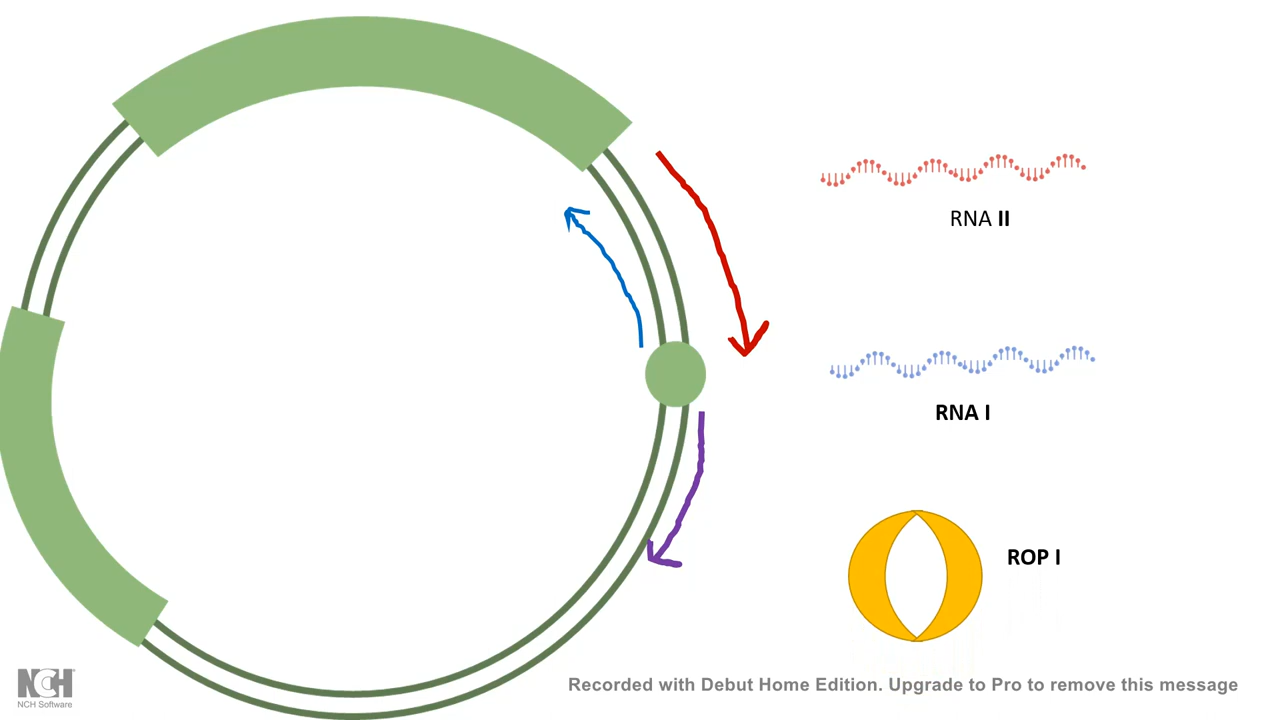 RNA II
RNA I
ROP I
NCH
NCH Software
Recorded with Debut Home Edition. Upgrade to Pro to remove this message